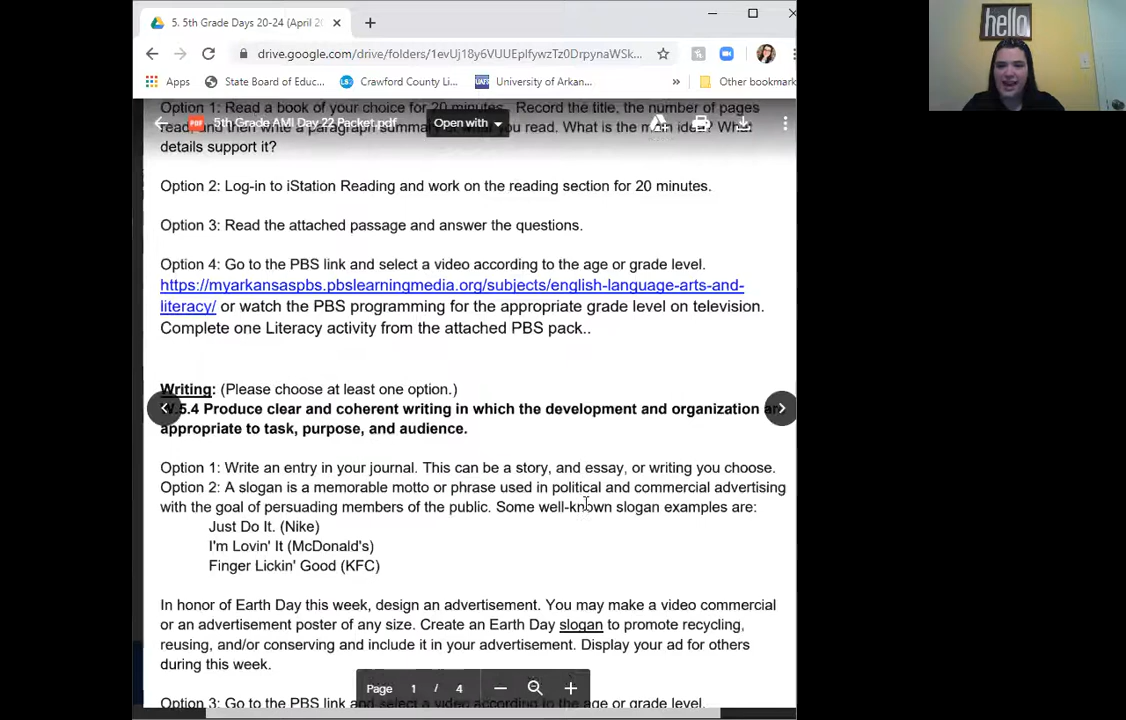 5. 5th Grade Days 20-24 (April 2
hello
drive.google.com/drive/folders/1evUj18y6VUUEplfywzTz0DrpynaWSk...
Apps State Board of Educ... Crawford County Li... University of Arkan... » Other bookmark
Option 1: Read a book of your choice for 20 minutes. Record the title, the number of pages
5th Grade AMI Day 22 Packet.pdf Open with
read, and then write a paragraph summary of what you read. What is the main idea? What
details support it?
Option 2: Log-in to iStation Reading and work on the reading section for 20 minutes.
Option 3: Read the attached passage and answer the questions.
Option 4: Go to the PBS link and select a video according to the age or grade level.
https://myarkansaspbs.pbslearningmedia.org/subjects/english-language-arts-and-
literacy/ or watch the PBS programming for the appropriate grade level on television.
Complete one Literacy activity from the attached PBS pack..
Writing: (Please choose at least one option.)
W.5.4 Produce clear and coherent writing in which the development and organization are
appropriate to task, purpose, and audience.
Option 1: Write an entry in your journal. This can be a story, and essay, or writing you choose.
Option 2: A slogan is a memorable motto or phrase used in political and commercial advertising
with the goal of persuading members of the public. Some well-known slogan examples are:
Just Do It. (Nike)
I'm Lovin' It (McDonald's)
Finger Lickin' Good (KFC)
In honor of Earth Day this week, design an advertisement. You may make a video commercial
or an advertisement poster of any size. Create an Earth Day slogan to promote recycling,
reusing, and/or conserving and include it in your advertisement. Display your ad for others
during this week.
Page 1 / 4
Option 3: Go to the PBS link and select a video according to the age or grade level.